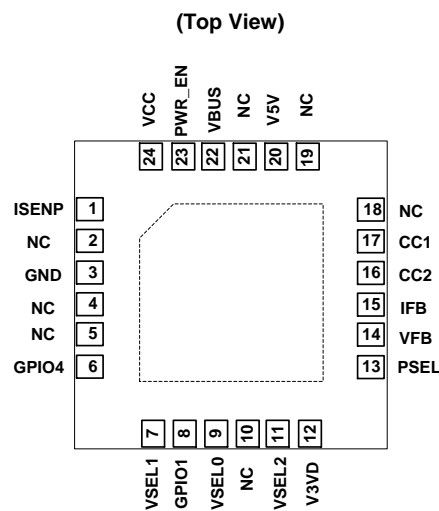 (Top View)
VCC
PWR_EN
VBUS
NC
V5V
NC
24
23
22
21
20
19
ISENP 1
NC 2
GND 3
NC 4
NC 5
GPIO4 6
18 NC
17 CC1
16 CC2
15 IFB
14 VFB
13 PSEL
7
8
9
10
11
12
VSEL1
GPIO1
VSEL0
NC
VSEL2
V3VD